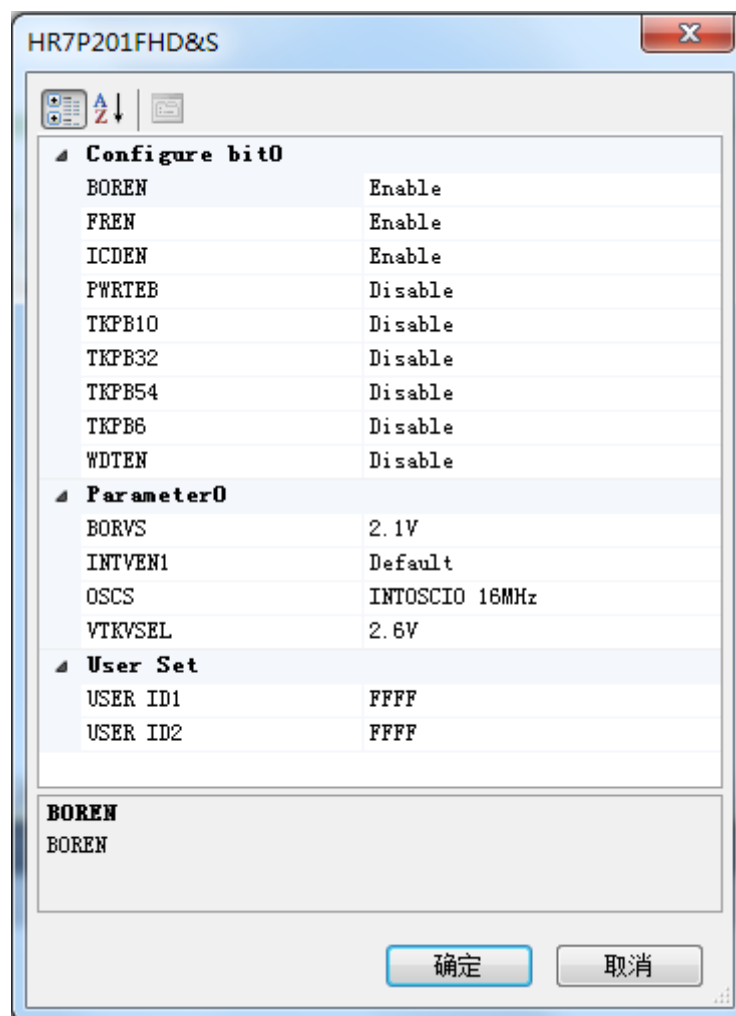 HR7P201FHD&S
Configure bit0
BOREN Enable
FREN Enable
ICDEN Enable
PWRTEB Disable
TKPB10 Disable
TKPB32 Disable
TKPB54 Disable
TKPB6 Disable
WDTEN Disable
Parameter0
BORVS 2.1V
INTVEN1 Default
OSCS INTOSCIO 16MHz
VTKVSEL 2.6V
User Set
USER ID1 FFFF
USER ID2 FFFF
BOREN
BOREN
确定 取消